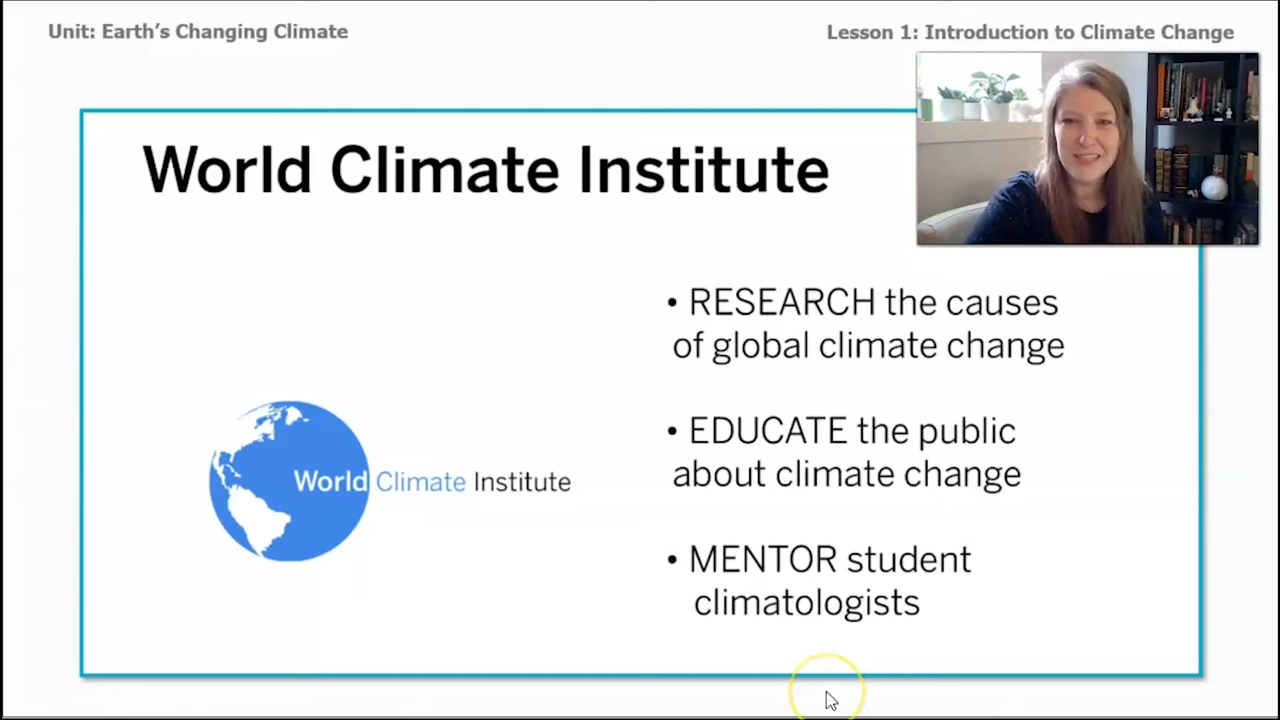 Unit: Earth's Changing Climate
Lesson 1: Introduction to Climate Change
World Climate Institute
• RESEARCH the causes
of global climate change
• EDUCATE the public
about climate change
World Climate Institute
• MENTOR student
climatologists